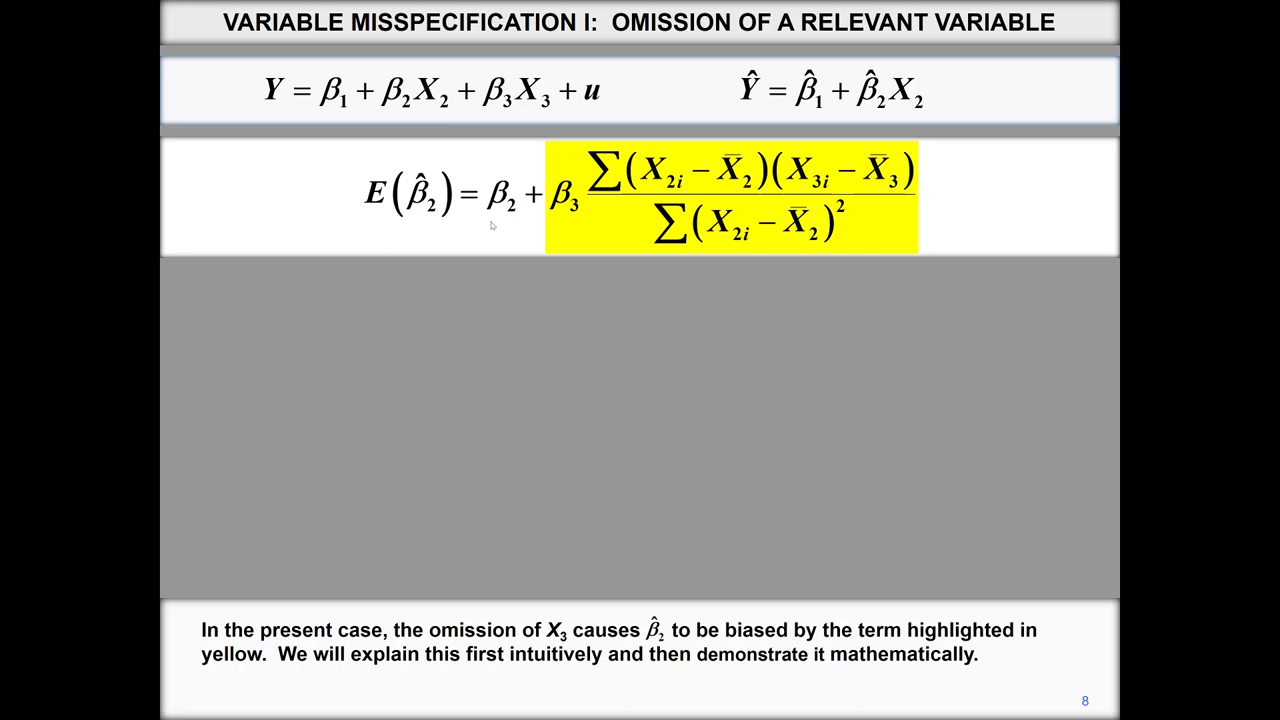 VARIABLE MISSPECIFICATION I: OMISSION OF A RELEVANT VARIABLE
Y = β₁ + β₂X₂ + β₃X₃ + u Ŷ = β̂₁ + β̂₂X₂
E(β̂₂) = β₂ + β₃ ∑(X₂ᵢ − X̄₂)(X₃ᵢ − X̄₃) / ∑(X₂ᵢ − X̄₂)²
In the present case, the omission of X₃ causes β̂₂ to be biased by the term highlighted in
yellow. We will explain this first intuitively and then demonstrate it mathematically.
8